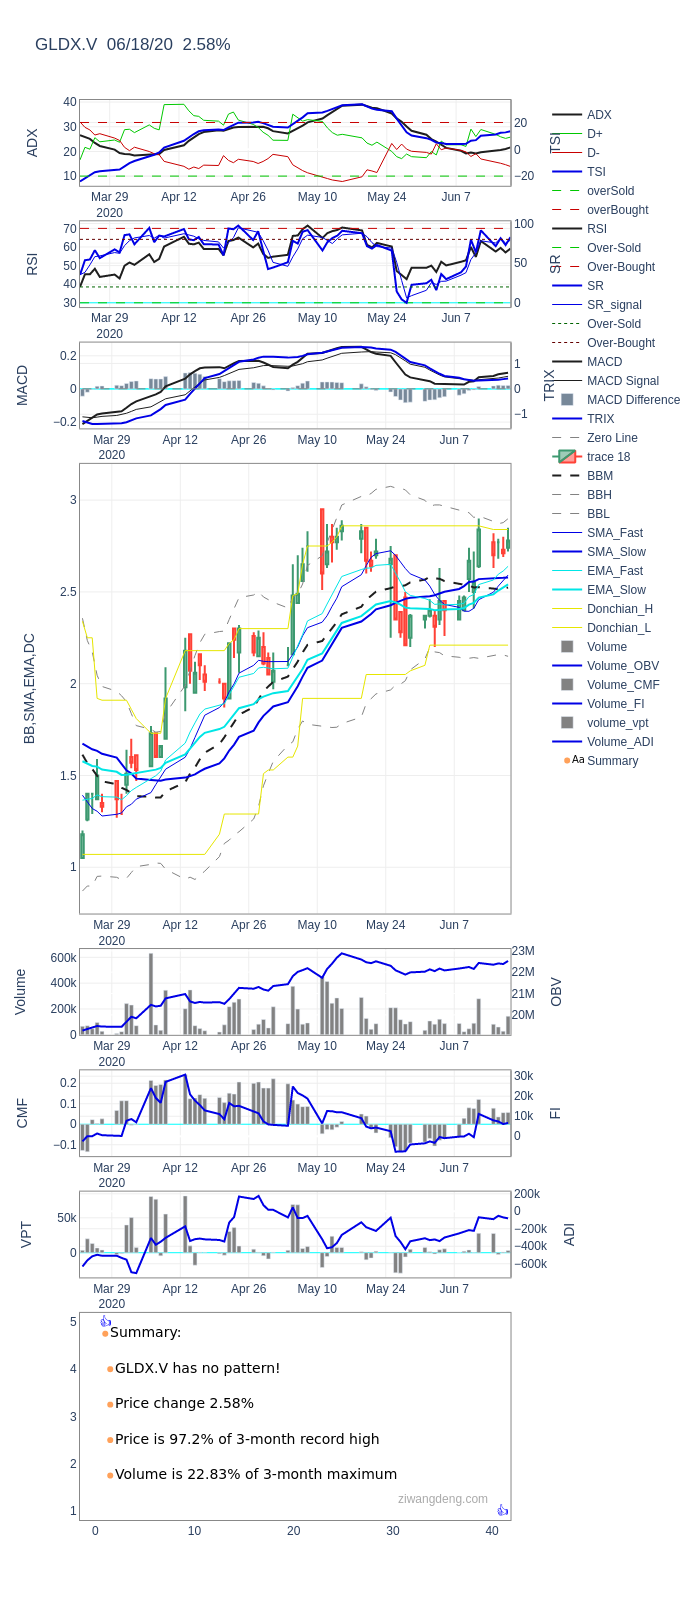 GLDX.V  06/18/20  2.58%
40
30
20
10
ADX
20
0
−20
TSI
Mar 29
2020
Apr 12
Apr 26
May 10
May 24
Jun 7
70
60
50
40
30
RSI
100
50
0
SR
Mar 29
2020
Apr 12
Apr 26
May 10
May 24
Jun 7
0.2
0
−0.2
MACD
1
0
−1
TRIX
Mar 29
2020
Apr 12
Apr 26
May 10
May 24
Jun 7
3
2.5
2
1.5
1
BB,SMA,EMA,DC
Mar 29
2020
Apr 12
Apr 26
May 10
May 24
Jun 7
600k
400k
200k
0
Volume
23M
22M
21M
20M
OBV
Mar 29
2020
Apr 12
Apr 26
May 10
May 24
Jun 7
0.2
0.1
0
−0.1
CMF
30k
20k
10k
0
FI
Mar 29
2020
Apr 12
Apr 26
May 10
May 24
Jun 7
50k
0
VPT
200k
0
−200k
−400k
−600k
ADI
Mar 29
2020
Apr 12
Apr 26
May 10
May 24
Jun 7
5
4
3
2
1
Summary:
GLDX.V has no pattern!
Price change 2.58%
Price is 97.2% of 3-month record high
Volume is 22.83% of 3-month maximum
ziwangdeng.com
0
10
20
30
40
ADX
D+
D-
TSI
overSold
overBought
RSI
Over-Sold
Over-Bought
SR
SR_signal
Over-Sold
Over-Bought
MACD
MACD Signal
MACD Difference
TRIX
Zero Line
trace 18
BBM
BBH
BBL
SMA_Fast
SMA_Slow
EMA_Fast
EMA_Slow
Donchian_H
Donchian_L
Volume
Volume_OBV
Volume_CMF
Volume_FI
volume_vpt
Volume_ADI
Aa Summary